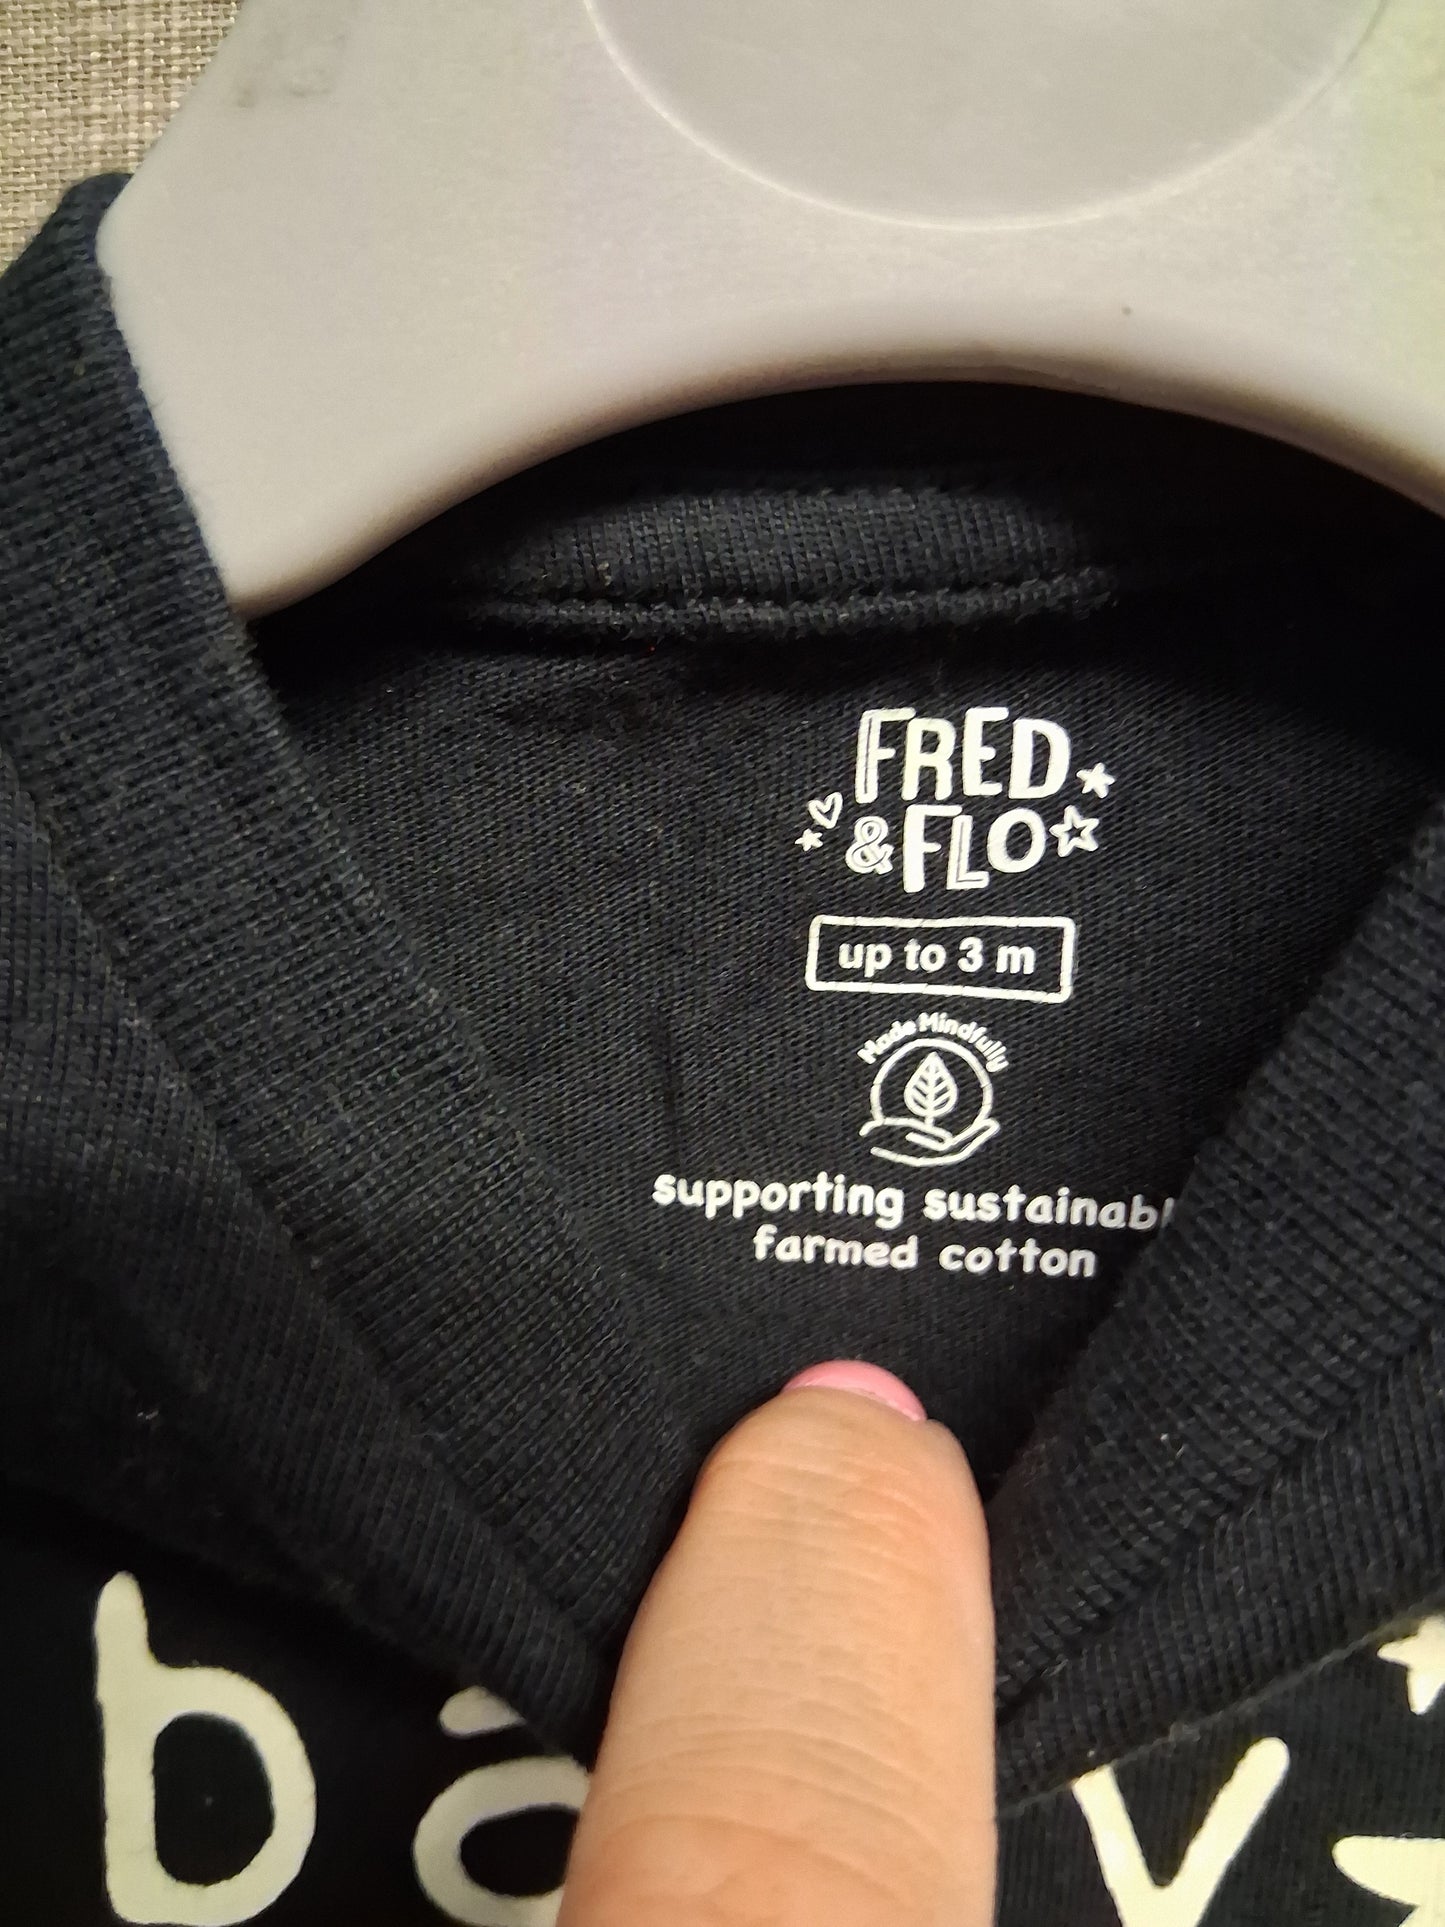 FRED
& FLO
up to 3 m
Made Mindfully
supporting sustainabl
farmed cotton